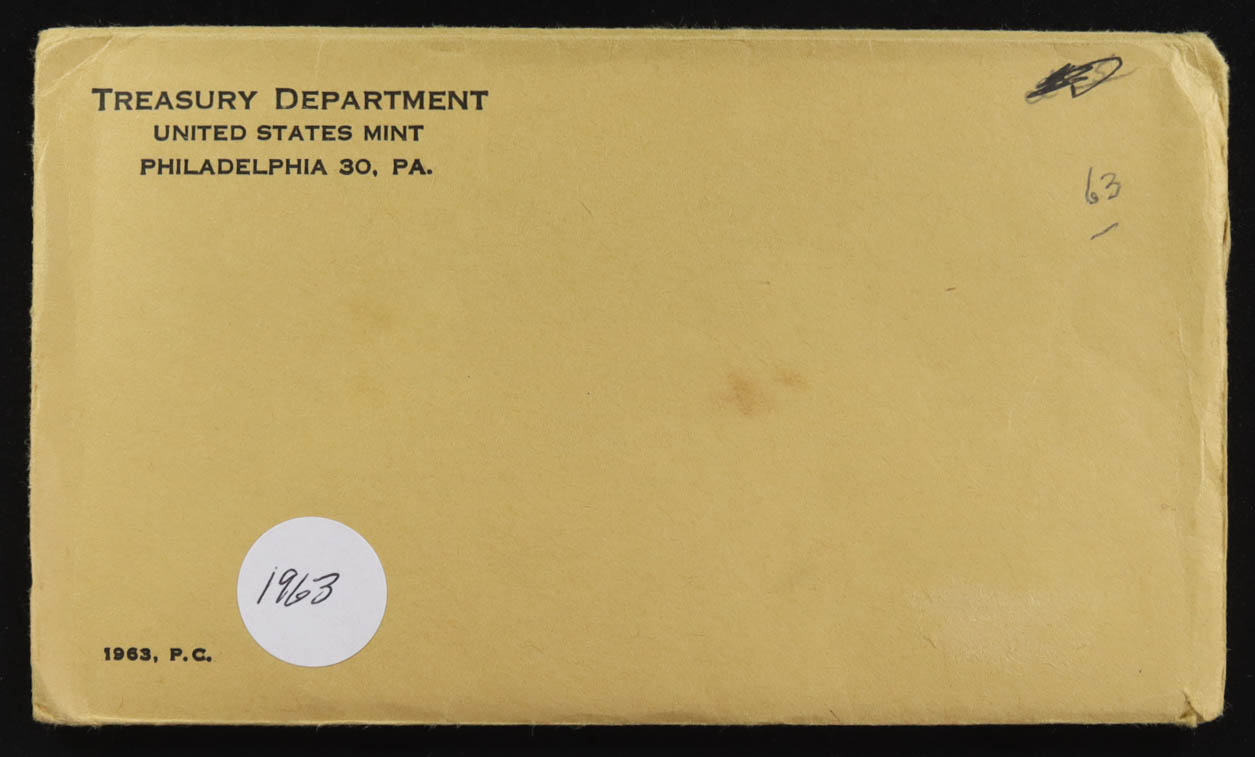 TREASURY DEPARTMENT
UNITED STATES MINT
PHILADELPHIA 30, PA.
63
1963
1963, P.C.